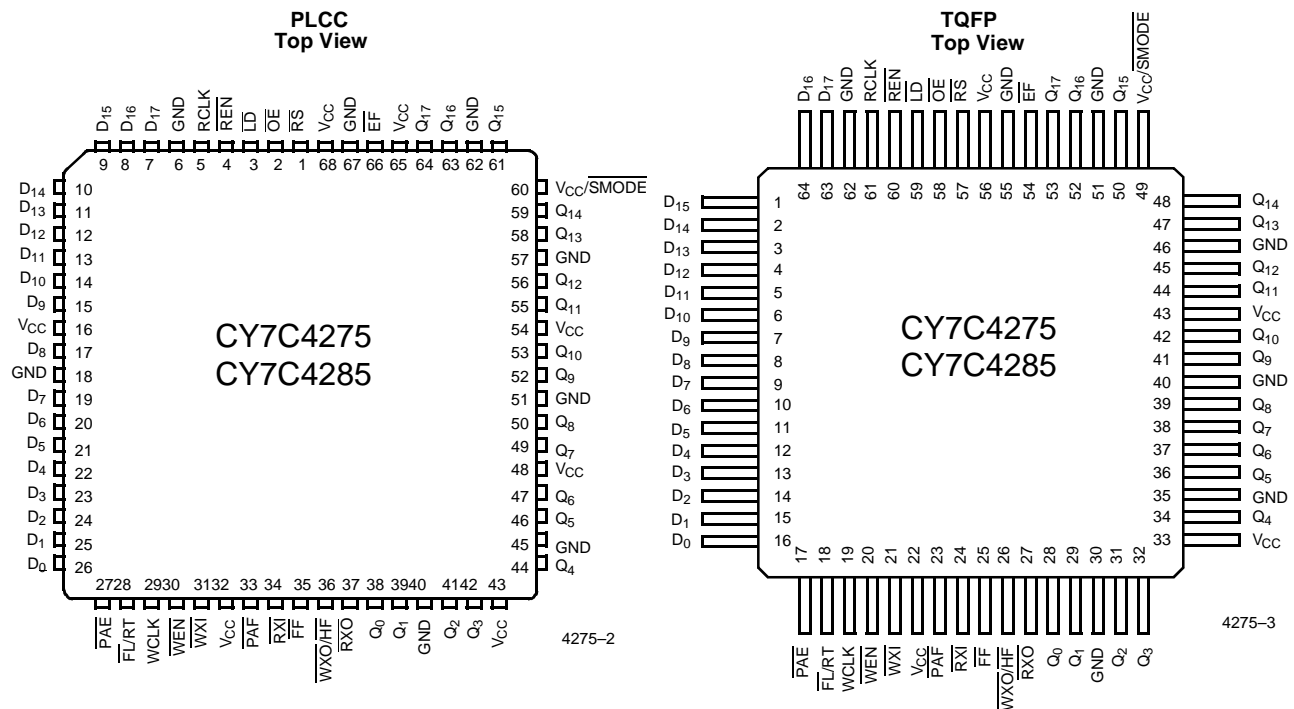 PLCC
Top View
D15 D16 D17 GND RCLK REN LD OE RS VCC GND EF VCC Q17 Q16 GND Q15
9 8 7 6 5 4 3 2 1 68 67 66 65 64 63 62 61
D14 10
D13 11
D12 12
D11 13
D10 14
D9 15
VCC 16
D8 17
GND 18
D7 19
D6 20
D5 21
D4 22
D3 23
D2 24
D1 25
D0 26
CY7C4275
CY7C4285
60 VCC/SMODE
59 Q14
58 Q13
57 GND
56 Q12
55 Q11
54 VCC
53 Q10
52 Q9
51 GND
50 Q8
49 Q7
48 VCC
47 Q6
46 Q5
45 GND
44 Q4
27 28 29 30 31 32 33 34 35 36 37 38 39 40 41 42 43
PAE FL/RT WCLK WEN WXI VCC PAF RXI FF WXO/HF RXO Q0 Q1 GND Q2 Q3 VCC
4275–2
TQFP
Top View
D16 D17 GND RCLK REN LD OE RS VCC GND EF Q17 Q16 GND Q15 VCC/SMODE
64 63 62 61 60 59 58 57 56 55 54 53 52 51 50 49
D15 1
D14 2
D13 3
D12 4
D11 5
D10 6
D9 7
D8 8
D7 9
D6 10
D5 11
D4 12
D3 13
D2 14
D1 15
D0 16
CY7C4275
CY7C4285
48 Q14
47 Q13
46 GND
45 Q12
44 Q11
43 VCC
42 Q10
41 Q9
40 GND
39 Q8
38 Q7
37 Q6
36 Q5
35 GND
34 Q4
33 VCC
17 18 19 20 21 22 23 24 25 26 27 28 29 30 31 32
PAE FL/RT WCLK WEN WXI VCC PAF RXI FF WXO/HF RXO Q0 Q1 GND Q2 Q3
4275–3